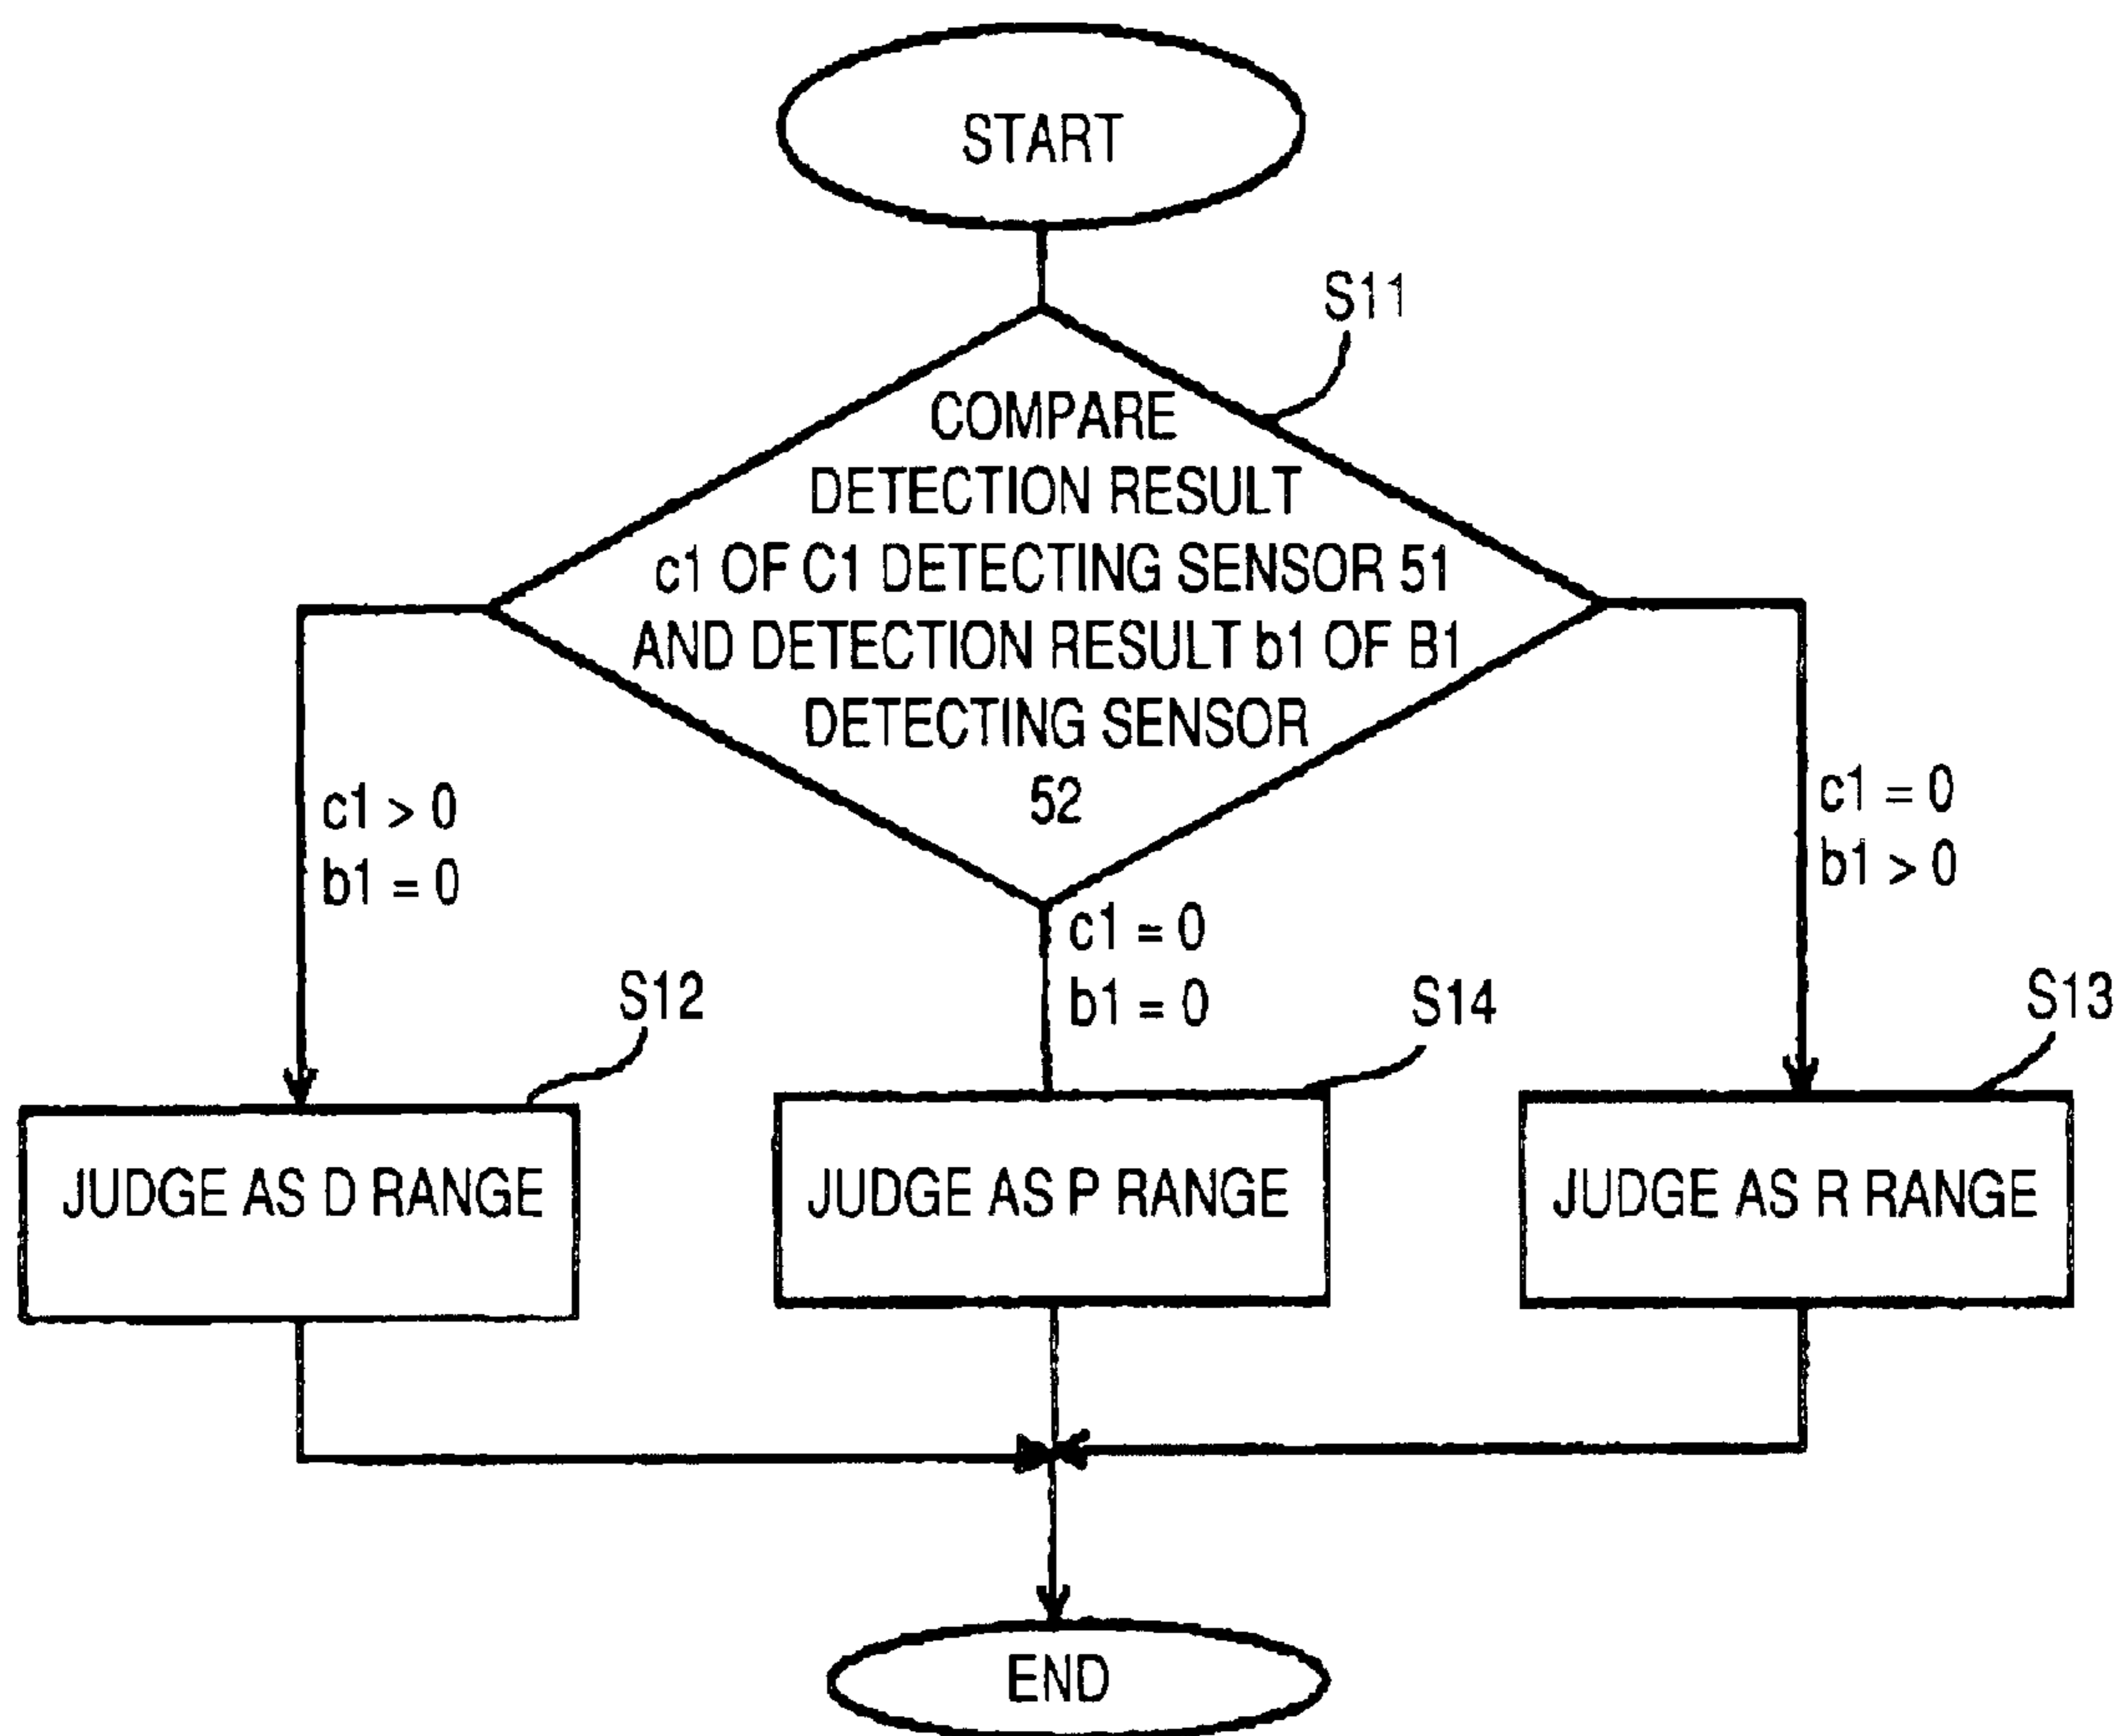 START
S11
COMPARE
DETECTION RESULT
c1 OF C1 DETECTING SENSOR 51
AND DETECTION RESULT b1 OF B1
DETECTING SENSOR
52
c1 > 0
b1 = 0
c1 = 0
b1 = 0
c1 = 0
b1 > 0
S12
S14
S13
JUDGE AS D RANGE
JUDGE AS P RANGE
JUDGE AS R RANGE
END